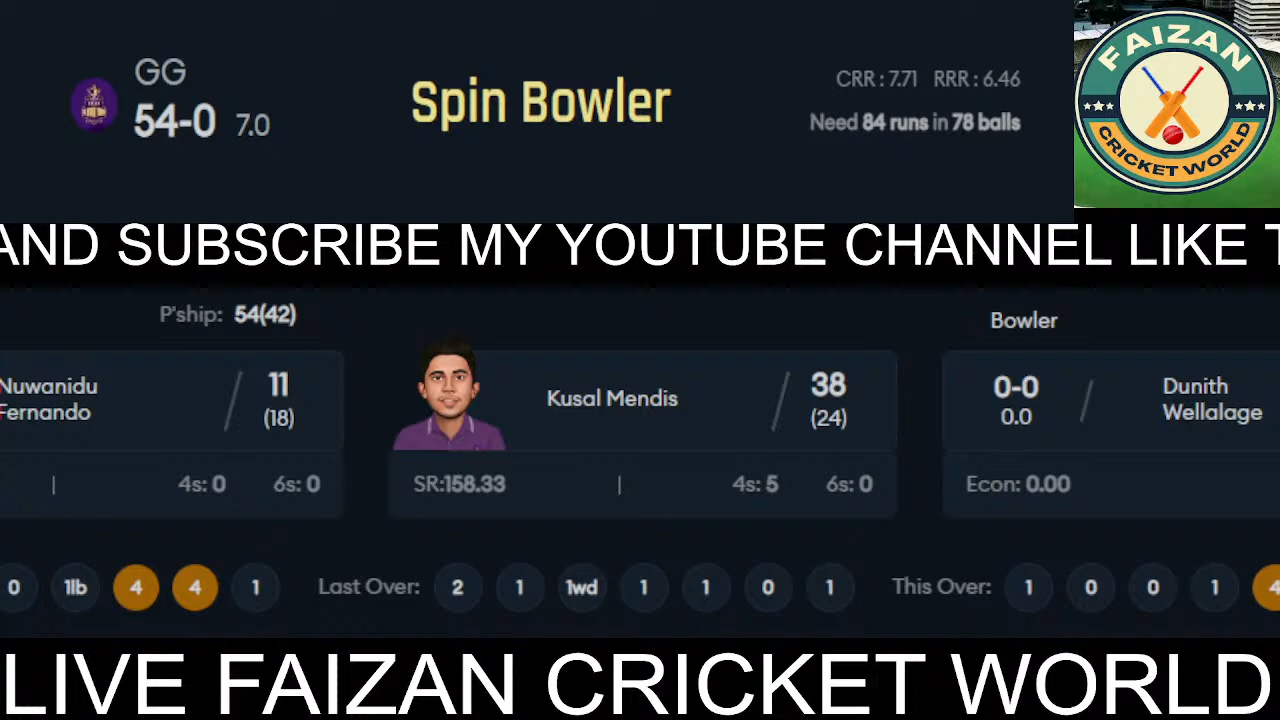 GG
54-0 7.0
Spin Bowler
CRR : 7.71 RRR : 6.46
Need 84 runs in 78 balls
FAIZAN
CRICKET WORLD
AND SUBSCRIBE MY YOUTUBE CHANNEL LIKE T
P'ship: 54(42)
Bowler
Nuwanidu
Fernando
11
(18)
Kusal Mendis
38
(24)
0-0
0.0
Dunith
Wellalage
4s: 0 6s: 0
SR:158.33 | 4s: 5 6s: 0
Econ: 0.00
0 1lb 4 4 1 Last Over: 2 1 1wd 1 1 0 1 This Over: 1 0 0 1 4
LIVE FAIZAN CRICKET WORLD